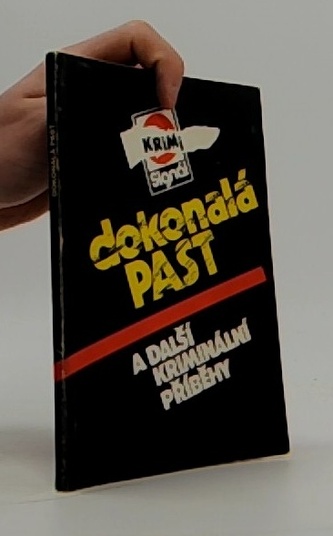 KRIMI
Signál
dokonalá
PAST
A DALŠÍ
KRIMINÁLNÍ
PŘÍBĚHY
DOKONALÁ PAST